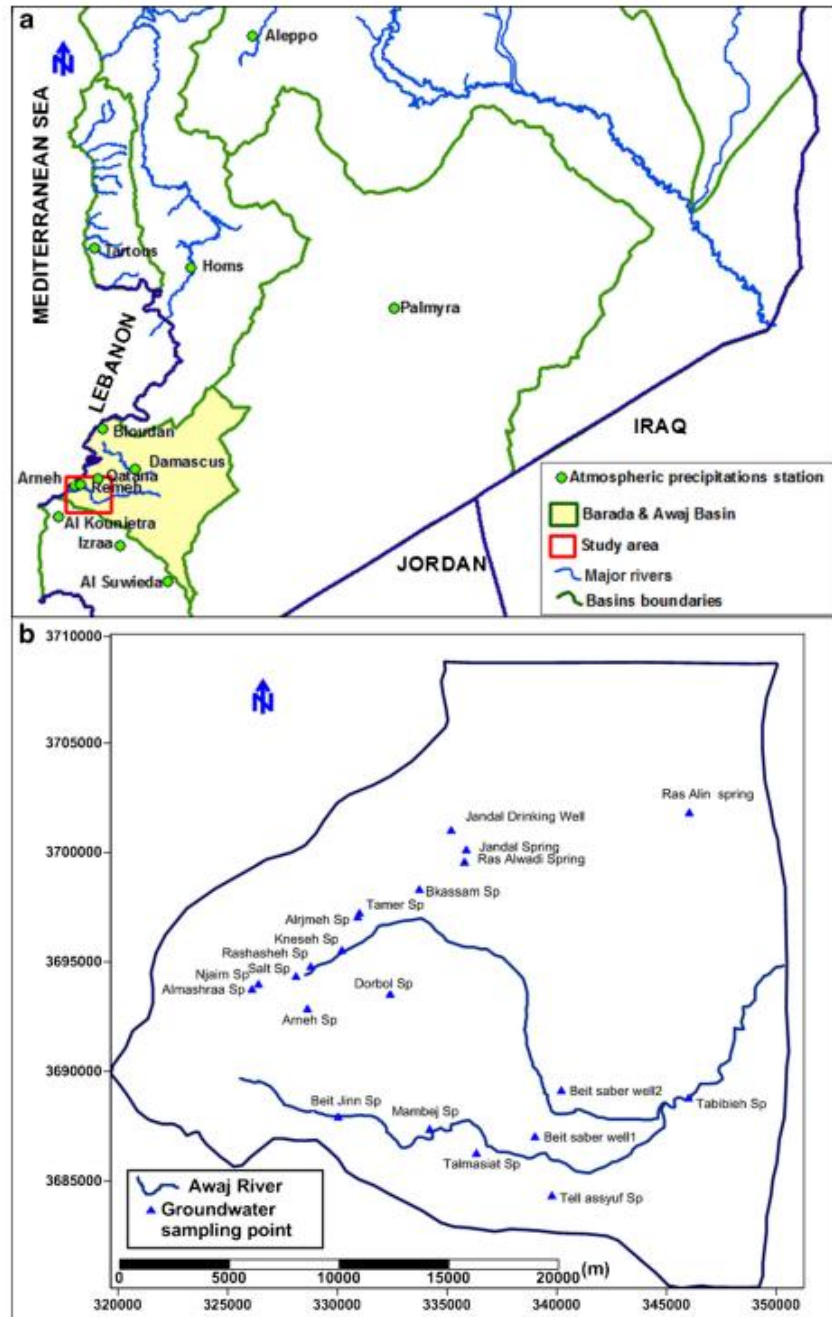 a
Aleppo
N
MEDITERRANEAN SEA
Tartous
Homs
Palmyra
LEBANON
Bloudan
Damascus
Arneh
Qatana
Remeh
IRAQ
Al Kounietra
Izraa
Al Suwieda
JORDAN
Atmospheric precipitations station
Barada & Awaj Basin
Study area
Major rivers
Basins boundaries
b
3710000
N
3705000
Ras Alin spring
Jandal Drinking Well
3700000
Jandal Spring
Ras Alwadi Spring
Bkassam Sp
Tamer Sp
Alrjmeh Sp
Kneseh Sp
3695000
Rashasheh Sp
Salt Sp
Njaim Sp
Almashraa Sp
Dorbol Sp
Arneh Sp
3690000
Beit saber well2
Beit Jinn Sp
Tabibieh Sp
Mambej Sp
Beit saber well1
Talmasiat Sp
3685000
Tell assyuf Sp
Awaj River
Groundwater
sampling point
0 5000 10000 15000 20000 (m)
320000 325000 330000 335000 340000 345000 350000